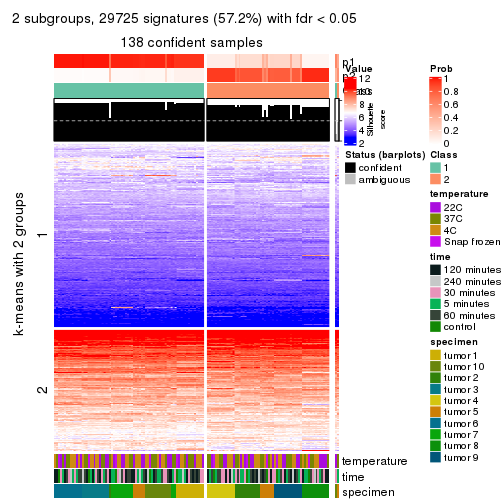 2 subgroups, 29725 signatures (57.2%) with fdr < 0.05
138 confident samples
k-means with 2 groups
1
2
p1
p2
Value
12
10
8
6
4
2
Silhouette
score
Prob
1
0.8
0.6
0.4
0.2
0
Status (barplots)
confident
ambiguous
Class
1
2
temperature
22C
37C
4C
Snap frozen
time
120 minutes
240 minutes
30 minutes
5 minutes
60 minutes
control
specimen
tumor 1
tumor 10
tumor 2
tumor 3
tumor 4
tumor 5
tumor 6
tumor 7
tumor 8
tumor 9
temperature
time
specimen